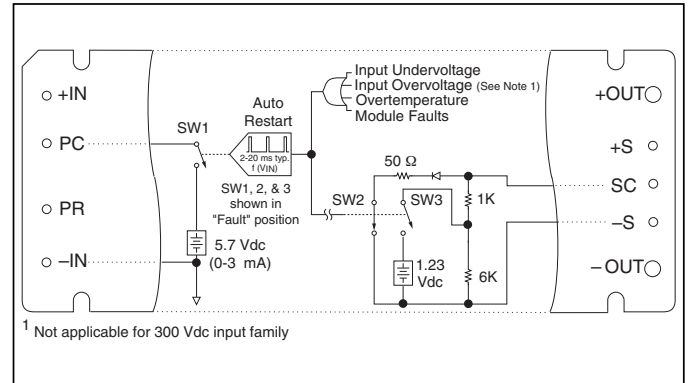 +IN
PC
PR
–IN
SW1
5.7 Vdc
(0-3 mA)
Auto
Restart
2-20 ms typ.
f (VIN)
SW1, 2, & 3
shown in
"Fault" position
Input Undervoltage
Input Overvoltage (See Note 1)
Overtemperature
Module Faults
50 Ω
SW2
SW3
1K
1.23
Vdc
6K
+OUT
+S
SC
–S
–OUT
1 Not applicable for 300 Vdc input family